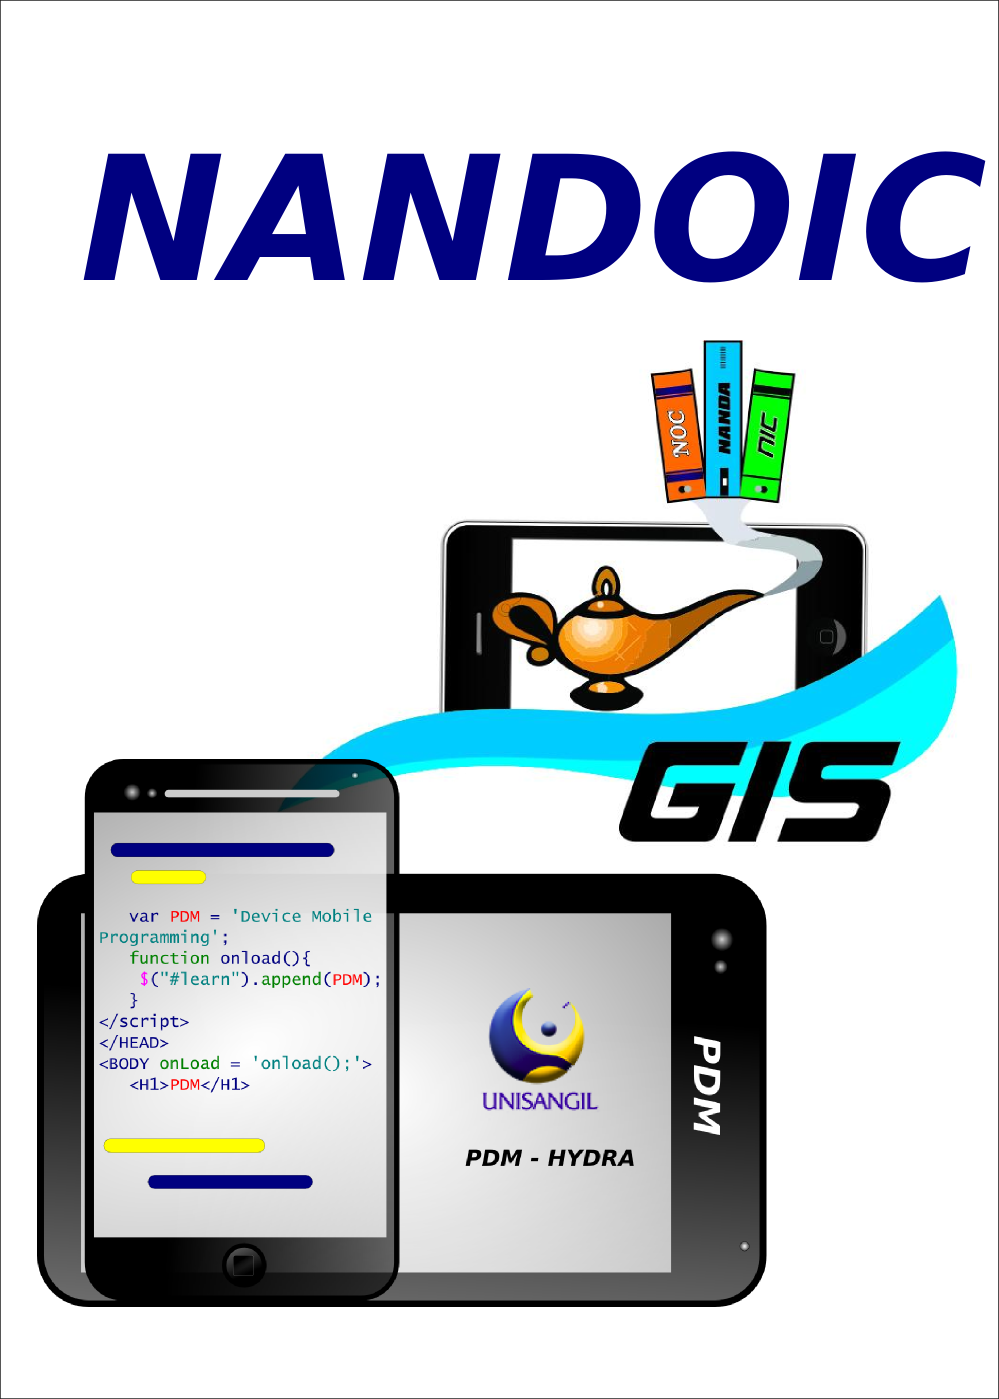 NANDOIC
NOC
NANDA
NIC
GIS
var PDM = 'Device Mobile
Programming';
function onload(){
$("#learn").append(PDM);
}
</script>
</HEAD>
<BODY onLoad = 'onload();'>
<H1>PDM</H1>
UNISANGIL
PDM - HYDRA
PDM